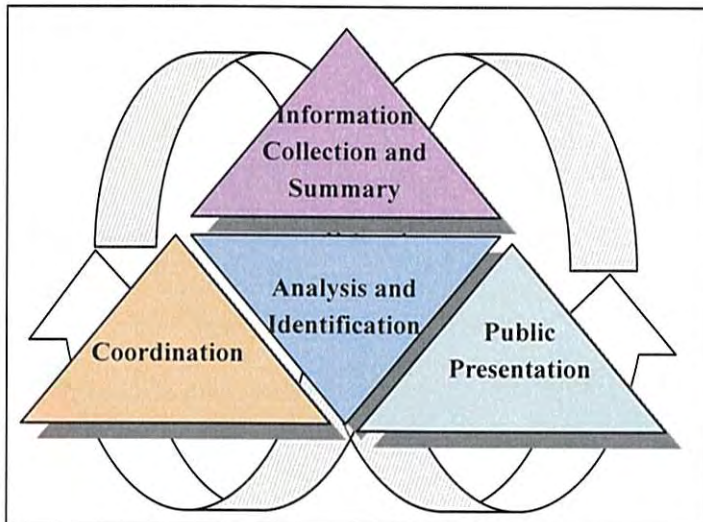 Information
Collection and
Summary
Analysis and
Identification
Coordination
Public
Presentation